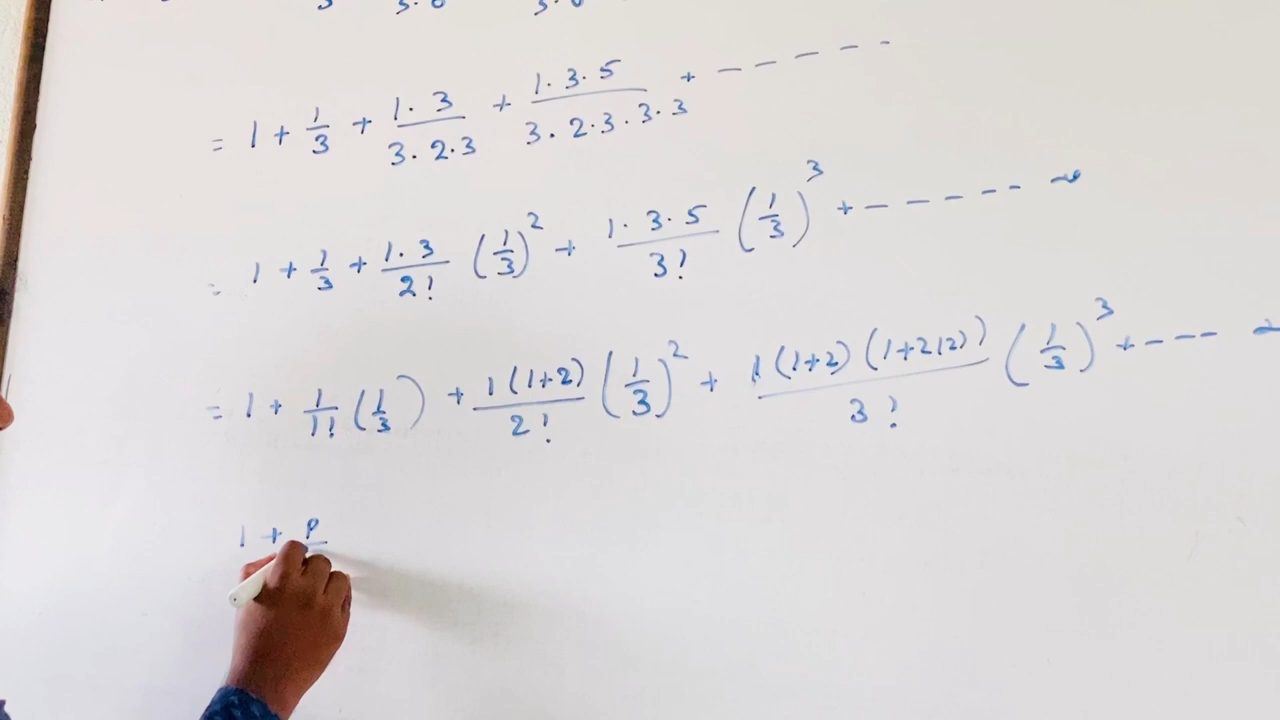 = 1 + 1/3 + 1.3/3.2.3 + 1.3.5/3.2.3.3.3 + -----
= 1 + 1/3 + 1.3/2! (1/3)^2 + 1.3.5/3! (1/3)^3 + ----- ∞
= 1 + 1/1! (1/3) + 1(1+2)/2! (1/3)^2 + 1(1+2)(1+2(2))/3! (1/3)^3 + ---
1 + P